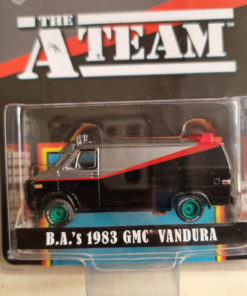 THE
A TEAM
B.A.'s 1983 GMC® VANDURA